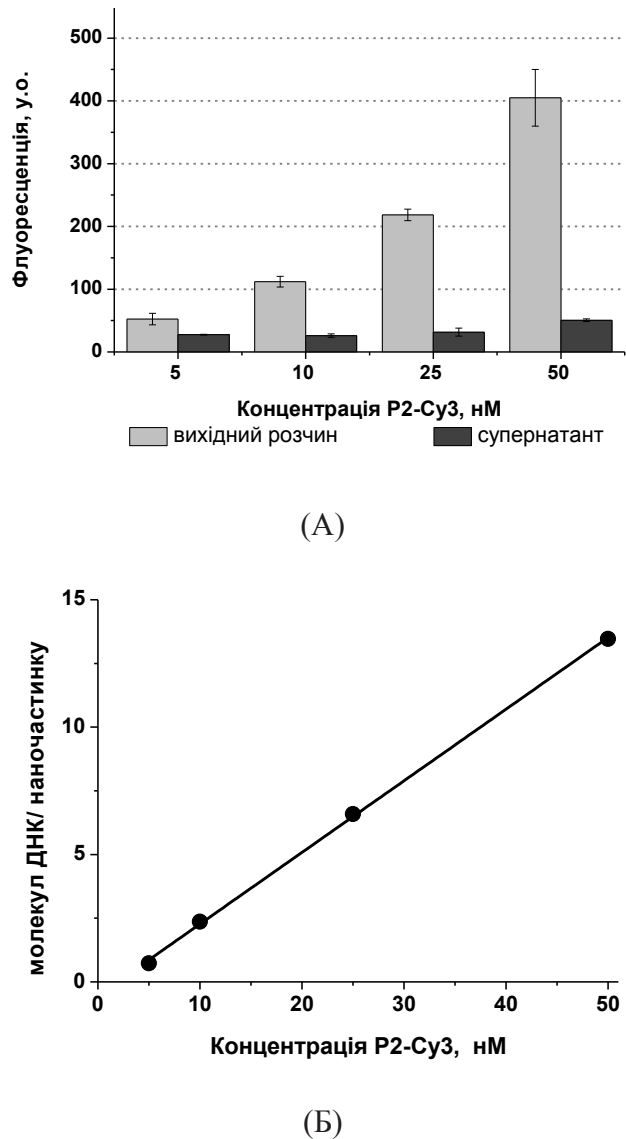 500
400
300
200
100
0
Флуоресценція, у.о.
5 10 25 50
Концентрація P2-Cy3, нМ
вихідний розчин супернатант
(А)
15
10
5
0
молекул ДНК/ наночастинку
0 10 20 30 40 50
Концентрація P2-Cy3, нМ
(Б)